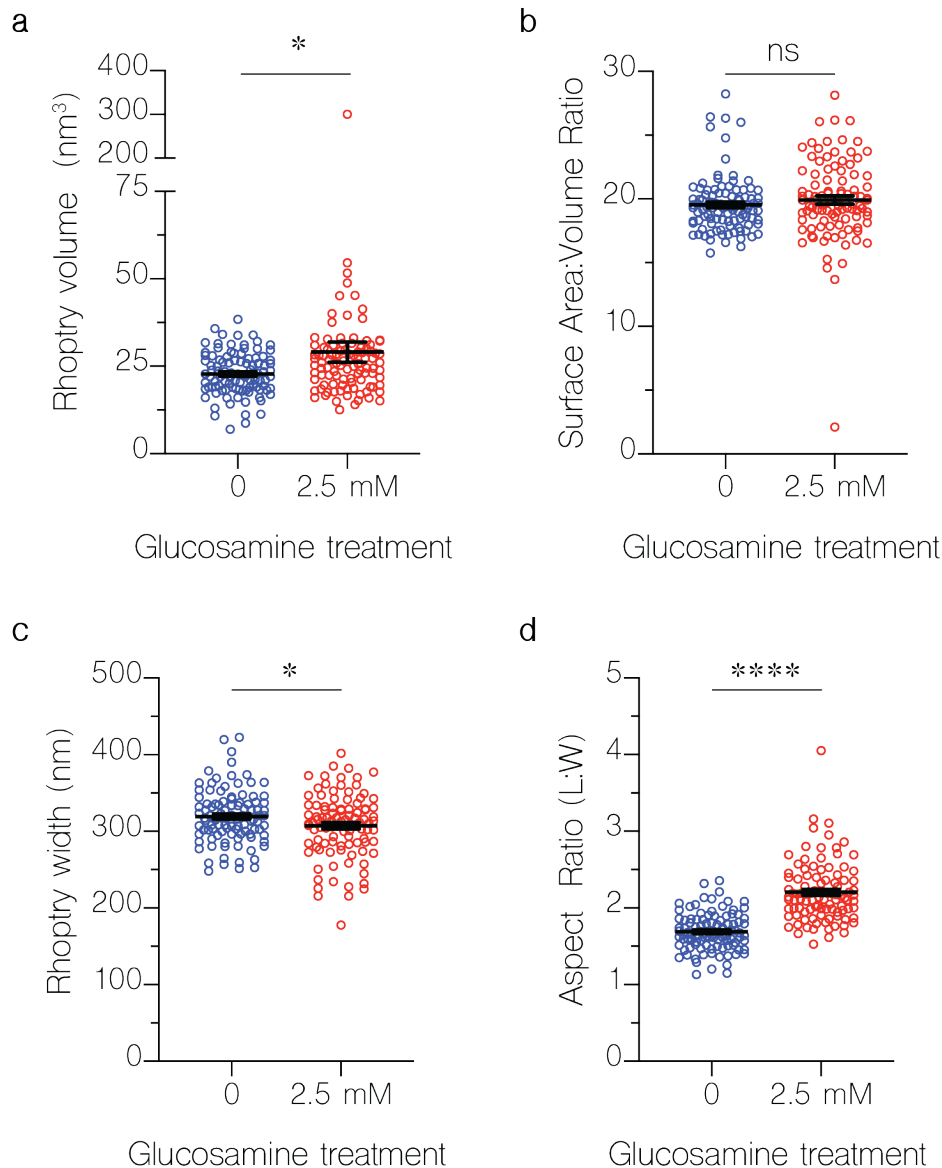 a
*
400
300
200
75
50
25
0
Rhoptry volume (nm³)
0 2.5 mM
Glucosamine treatment
b
ns
30
20
10
0
Surface Area:Volume Ratio
0 2.5 mM
Glucosamine treatment
c
*
500
400
300
200
100
0
Rhoptry width (nm)
0 2.5 mM
Glucosamine treatment
d
****
5
4
3
2
1
0
Aspect Ratio (L:W)
0 2.5 mM
Glucosamine treatment